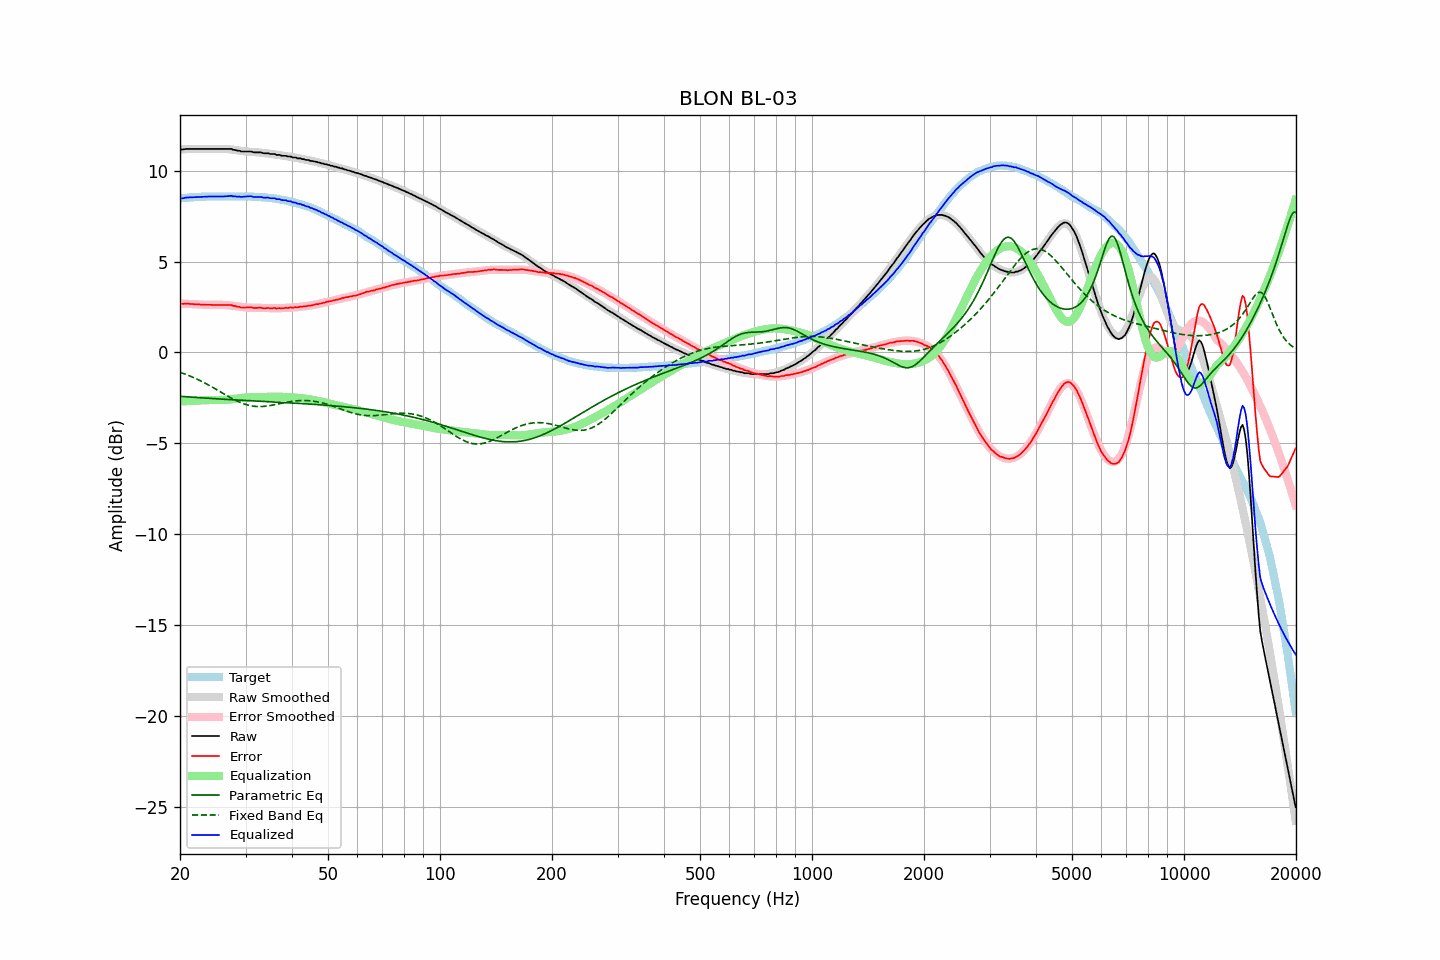 BLON BL-03
Amplitude (dBr)
10
5
0
−5
−10
−15
−20
−25
Target
Raw Smoothed
Error Smoothed
Raw
Error
Equalization
Parametric Eq
Fixed Band Eq
Equalized
20 50 100 200 500 1000 2000 5000 10000 20000
Frequency (Hz)